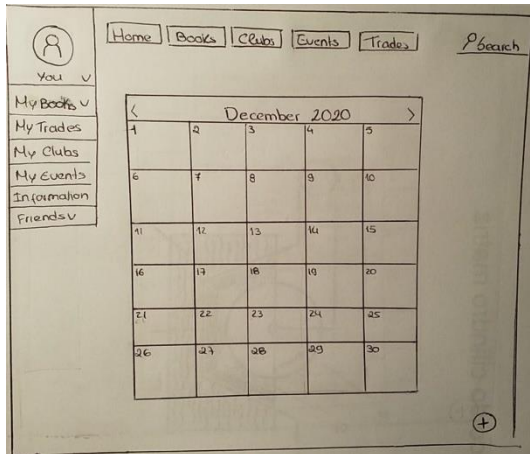 Home Books Clubs Events Trades Search
You
My Books
My Trades
My Clubs
My Events
Information
Friends
< December 2020 >
1 2 3 4 5
6 7 8 9 10
11 12 13 14 15
16 17 18 19 20
21 22 23 24 25
26 27 28 29 30
+